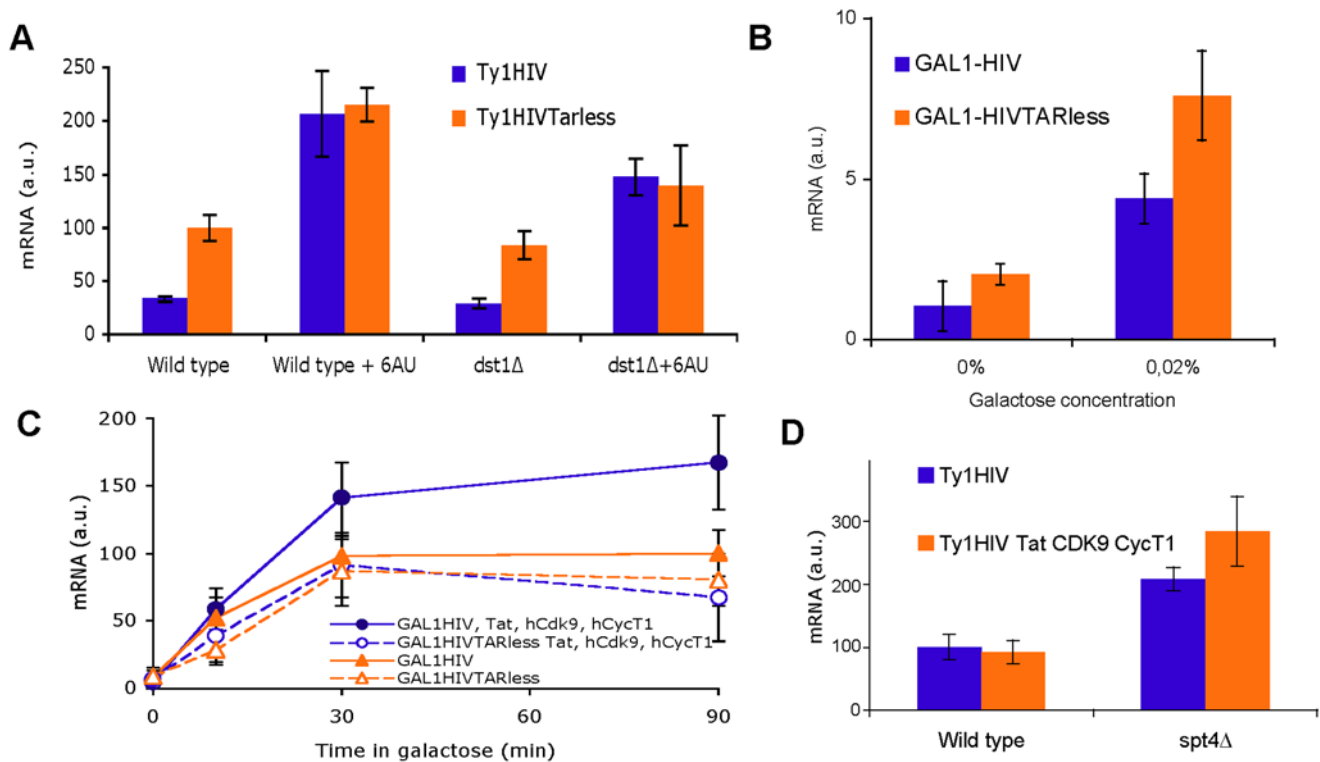 A
mRNA (a.u.)
250
200
150
100
50
0
Ty1HIV
Ty1HIVTarless
Wild type
Wild type + 6AU
dst1Δ
dst1Δ+6AU
B
mRNA (a.u.)
10
5
0
GAL1-HIV
GAL1-HIVTARless
0%
0,02%
Galactose concentration
C
mRNA (a.u.)
200
150
100
50
0
GAL1HIV, Tat, hCdk9, hCycT1
GAL1HIVTARless Tat, hCdk9, hCycT1
GAL1HIV
GAL1HIVTARless
0
30
60
90
Time in galactose (min)
D
mRNA (a.u.)
300
200
100
0
Ty1HIV
Ty1HIV Tat CDK9 CycT1
Wild type
spt4Δ